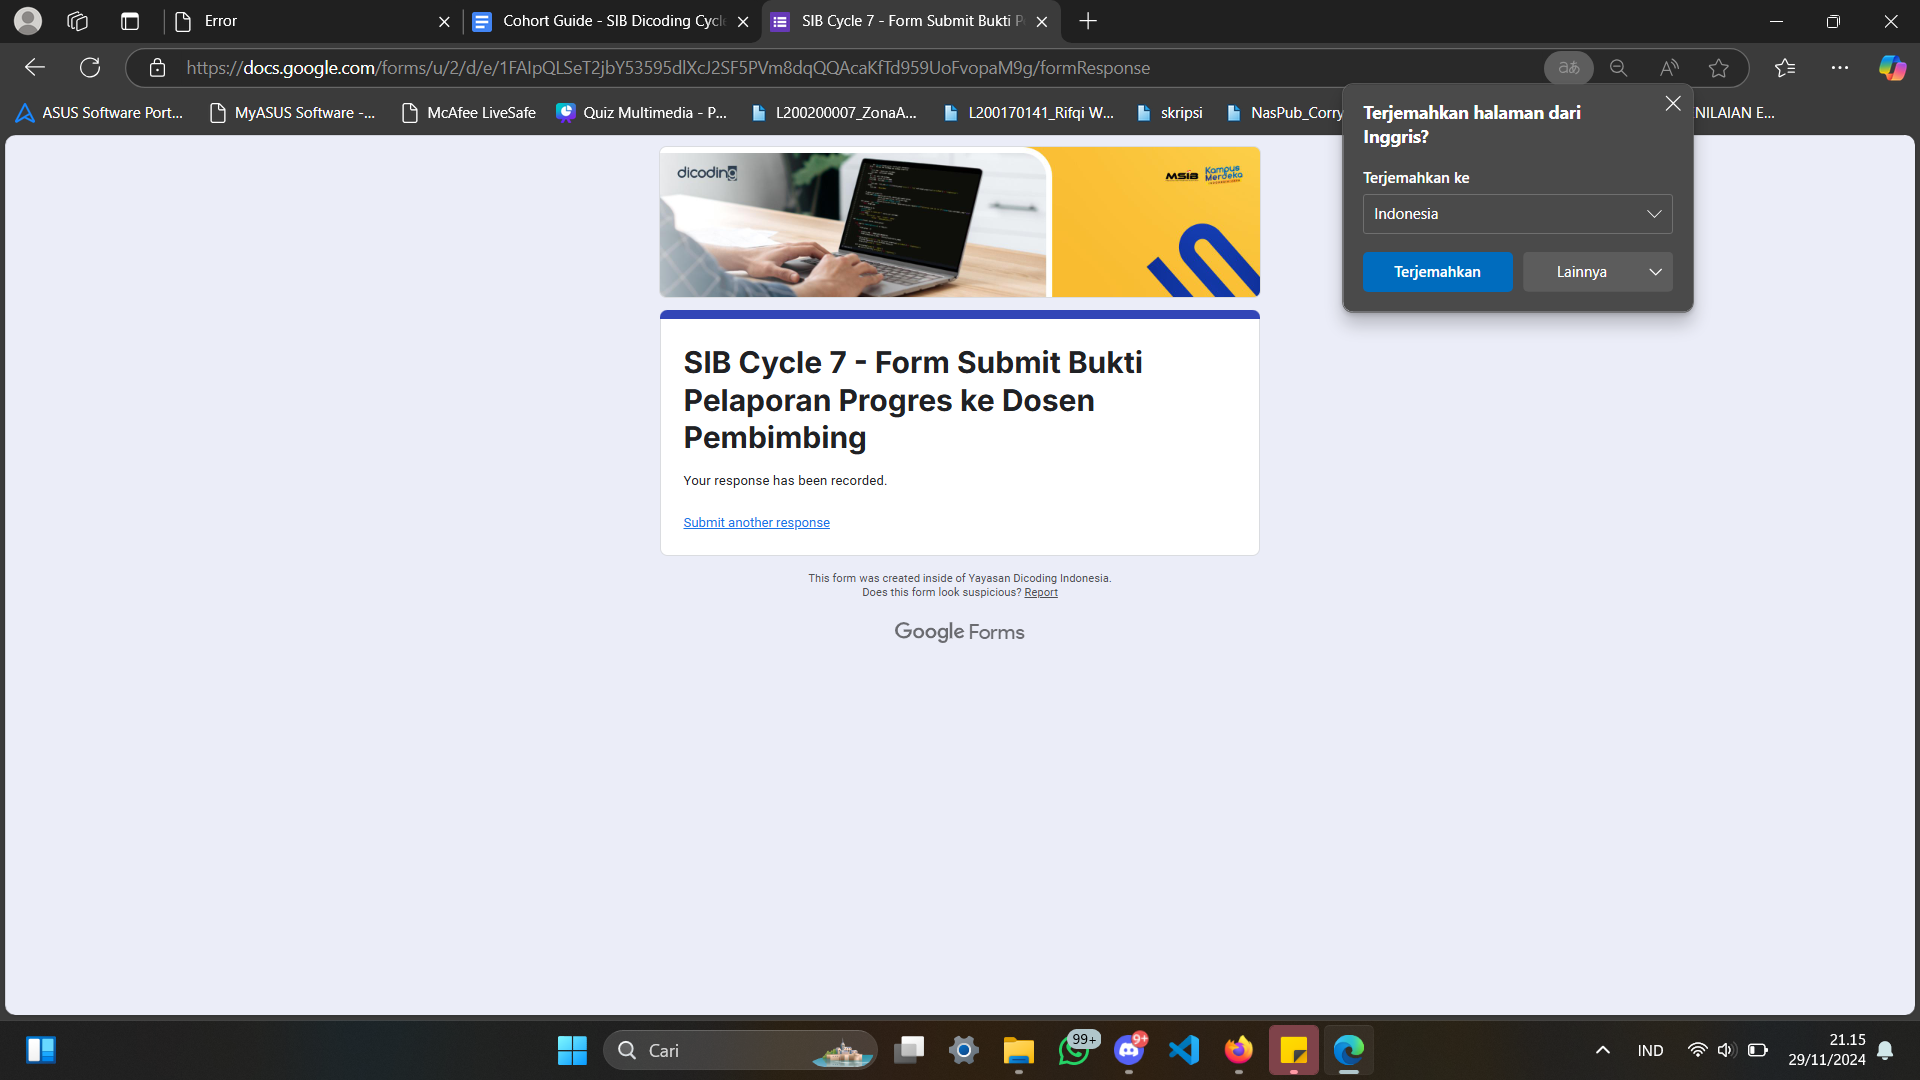 Error
Cohort Guide - SIB Dicoding Cycl
SIB Cycle 7 - Form Submit Bukti P
https://docs.google.com/forms/u/2/d/e/1FAIpQLSeT2jbY53595dlXcJ2SF5PVm8dqQQAcaKfTd959UoFvopaM9g/formResponse
ASUS Software Port...
MyASUS Software -...
McAfee LiveSafe
Quiz Multimedia - P...
L200200007_ZonaA...
L200170141_Rifqi W...
skripsi
NasPub_Corry
NILAIAN E...
Terjemahkan halaman dari
Inggris?
Terjemahkan ke
Indonesia
Terjemahkan
Lainnya
dicoding
MSIB
Kampus
Merdeka
SIB Cycle 7 - Form Submit Bukti
Pelaporan Progres ke Dosen
Pembimbing
Your response has been recorded.
Submit another response
This form was created inside of Yayasan Dicoding Indonesia.
Does this form look suspicious? Report
Google Forms
Cari
99+
9+
IND
21.15
29/11/2024